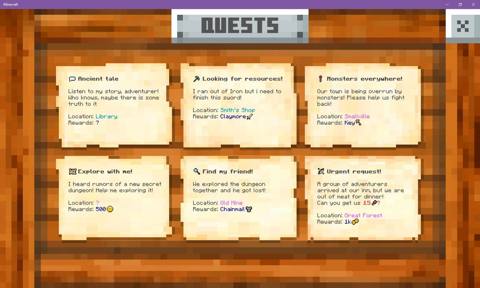 Minecraft
QUESTS
Ancient tale
Listen to my story, adventurer!
Who knows, maybe there is some
truth to it
Location: Library
Rewards: ?
Looking for resources!
I ran out of Iron but i need to
finish this sword!
Location: Smith's Shop
Rewards: Claymore
Monsters everywhere!
Our town is being overrun by
monsters! Please help us fight
back!
Location:
Rewards: Key
Explore with me!
I heard rumors of a new secret
dungeon! Help me exploring it!
Location: ?
Rewards: 500
Find my friend!
We explored the dungeon
together and he got lost!
Location: Old Mine
Rewards: Chainmail
Urgent request!
A group of adventurers
arrived at our inn, but we are
out of meat for dinner!
Can you get us 15?
Location: Great Forest
Rewards: 1k